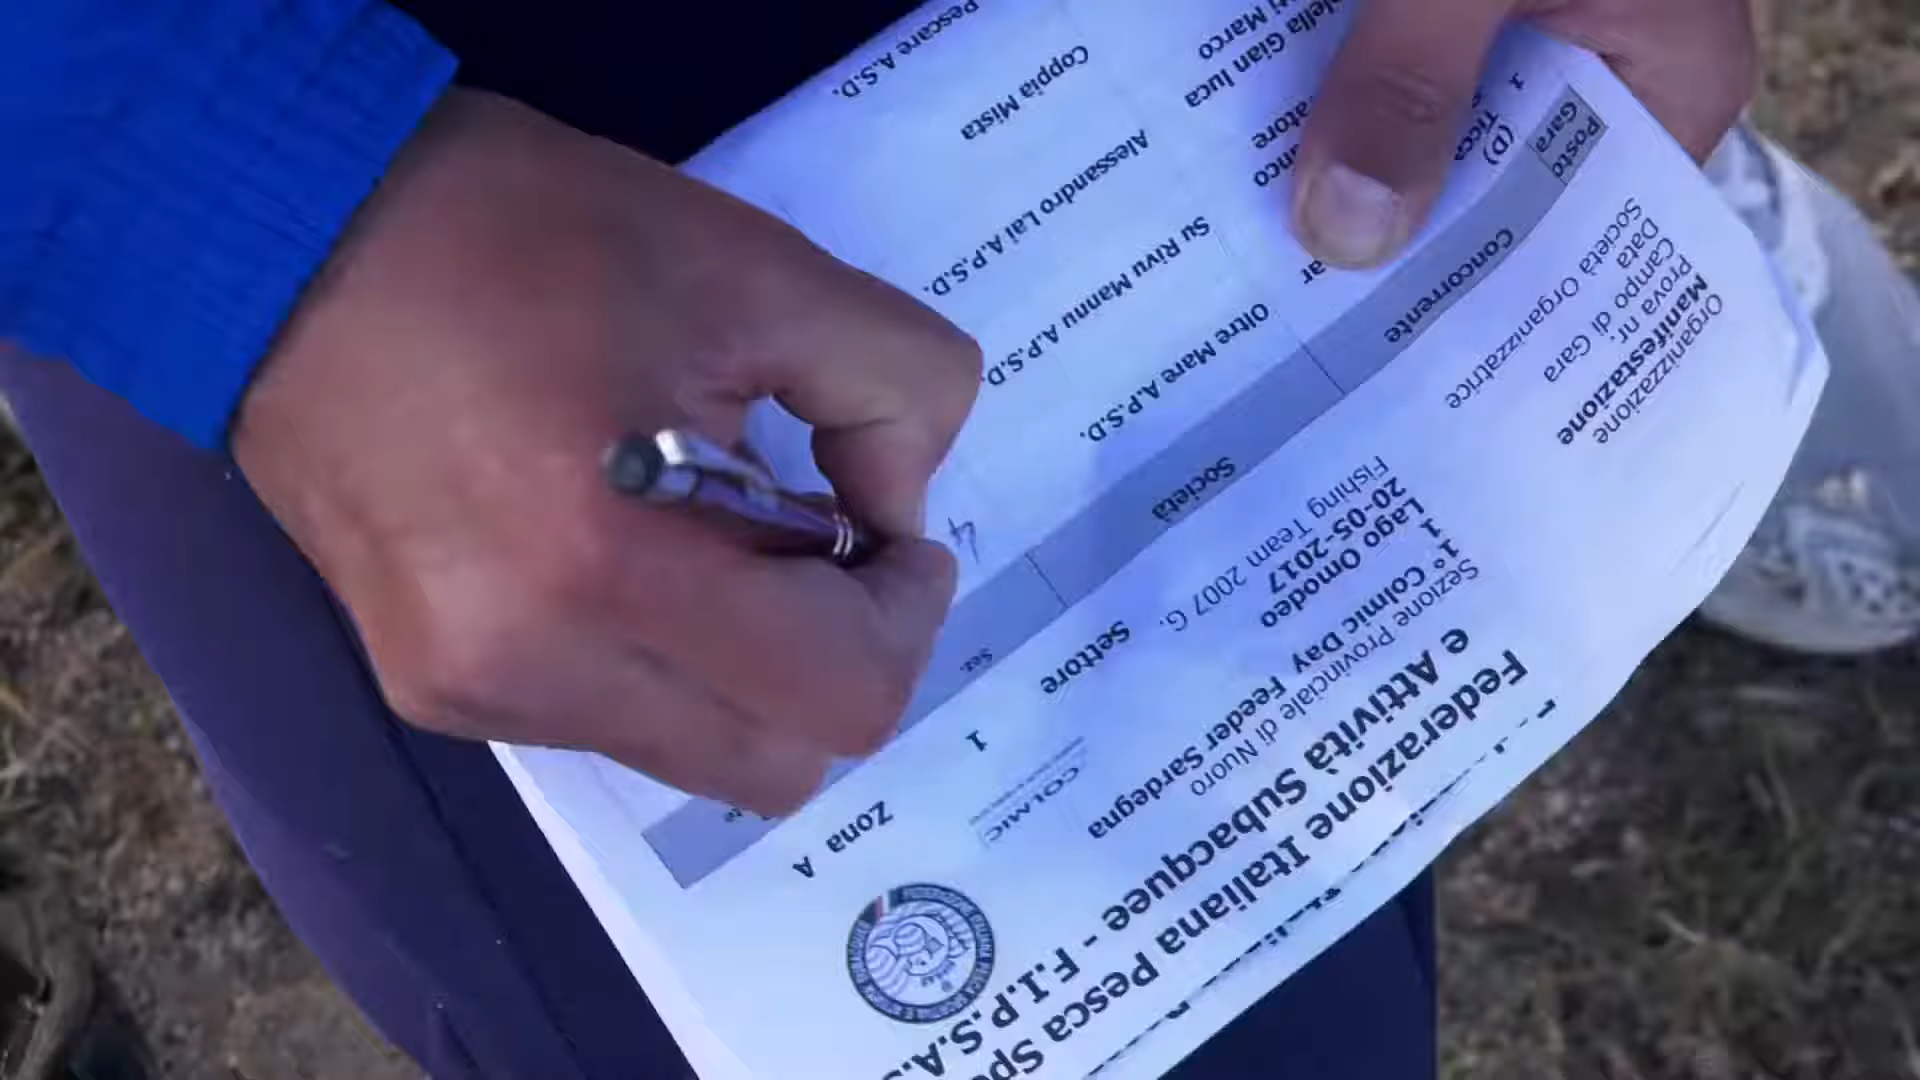 Federazione Italiana Pesca
e Attività Subacquee - F.I.P.S.A.S
Organizzazione Sezione Provinciale di Nuoro
Manifestazione 1° Colmic Day Feeder Sardegna
Prova nr. 1
Campo di Gara Lago Omodeo
Data 20-05-2017
Società Organizzatrice Fishing Team 2007 G.
Settore 1
Zona A
COLMIC
Posto Gara Concorrente Società Sez.
1 (D)
Oltre Mare A.P.S.D. 4
Su Rivu Mannu A.P.S.D.
Gian luca Alessandro Lai A.P.S.D.
Marco
Coppia Mista
Pescare A.S.D.